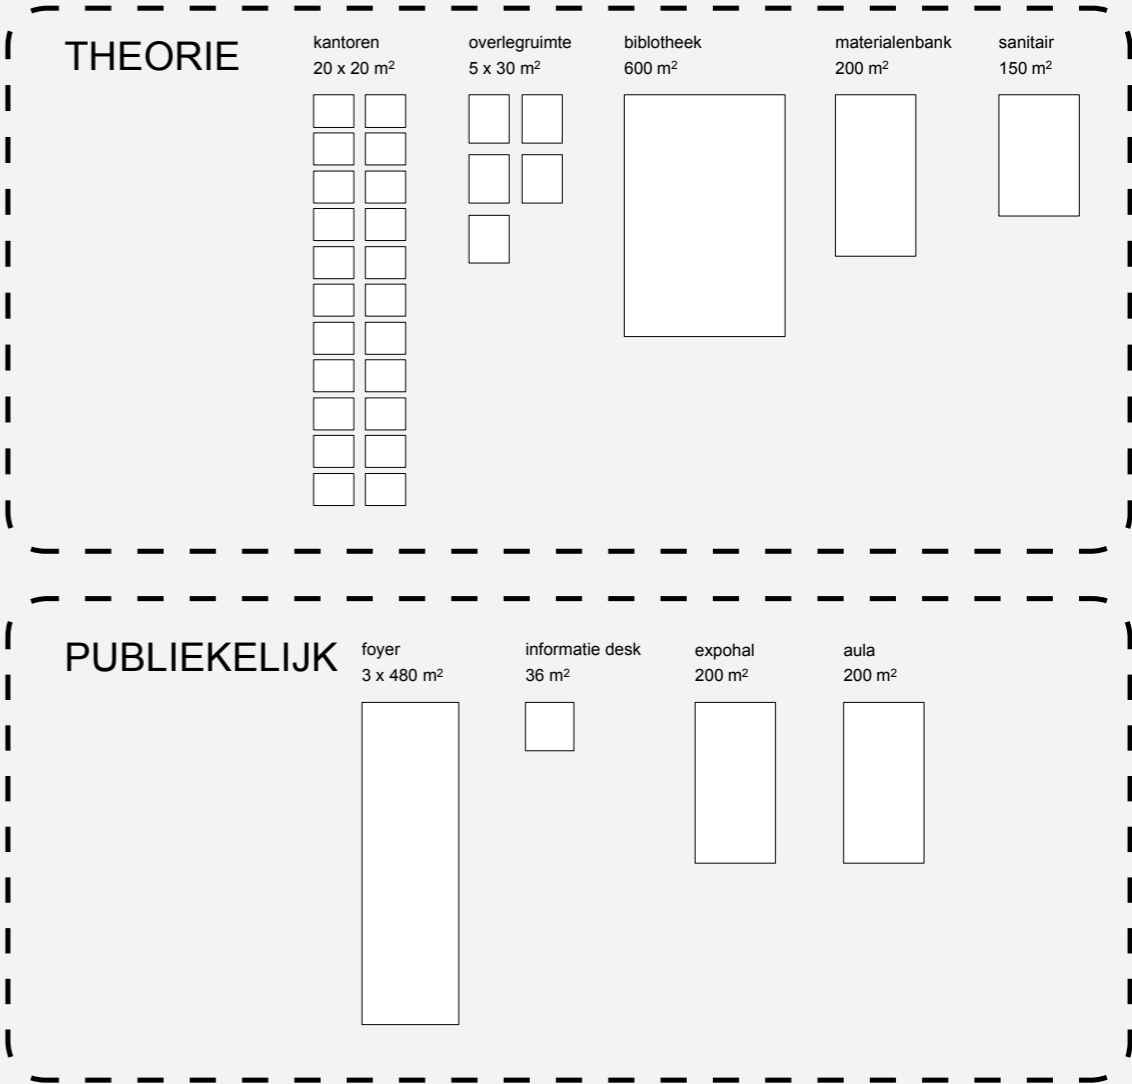 THEORIE
kantoren
20 x 20 m²
overlegruimte
5 x 30 m²
biblotheek
600 m²
materialenbank
200 m²
sanitair
150 m²
PUBLIEKELIJK
foyer
3 x 480 m²
informatie desk
36 m²
expohal
200 m²
aula
200 m²